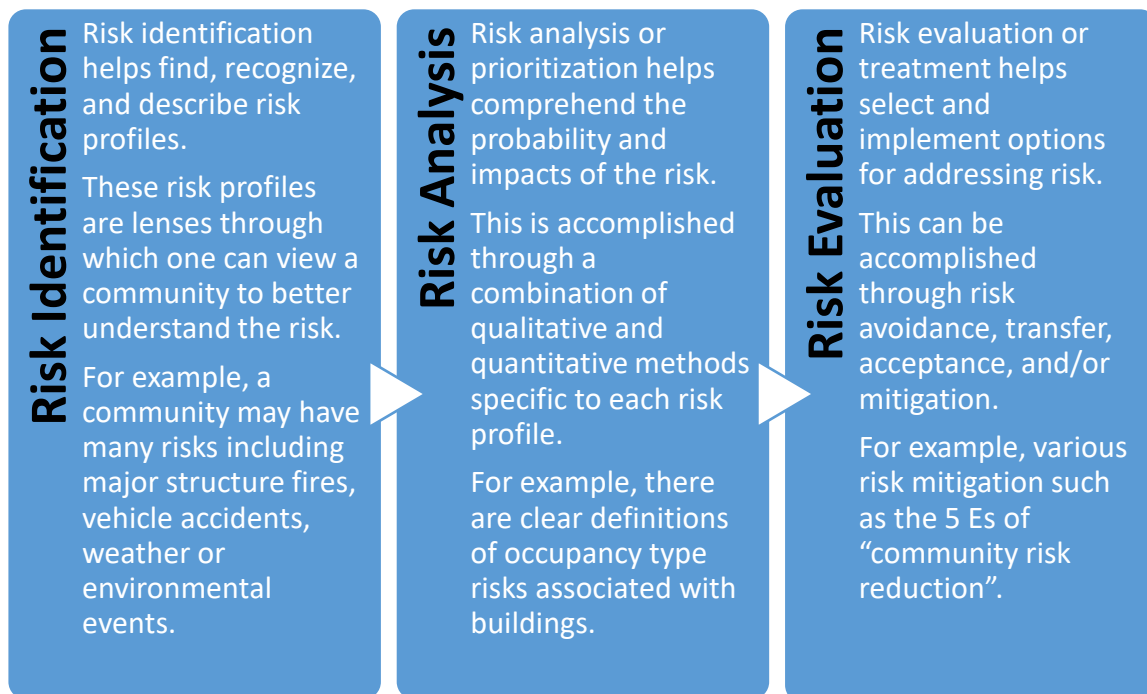 Risk Identification
Risk identification
helps find, recognize,
and describe risk
profiles.
These risk profiles
are lenses through
which one can view a
community to better
understand the risk.
For example, a
community may have
many risks including
major structure fires,
vehicle accidents,
weather or
environmental
events.
Risk Analysis
Risk analysis or
prioritization helps
comprehend the
probability and
impacts of the risk.
This is accomplished
through a
combination of
qualitative and
quantitative methods
specific to each risk
profile.
For example, there
are clear definitions
of occupancy type
risks associated with
buildings.
Risk Evaluation
Risk evaluation or
treatment helps
select and
implement options
for addressing risk.
This can be
accomplished
through risk
avoidance, transfer,
acceptance, and/or
mitigation.
For example, various
risk mitigation such
as the 5 Es of
“community risk
reduction”.